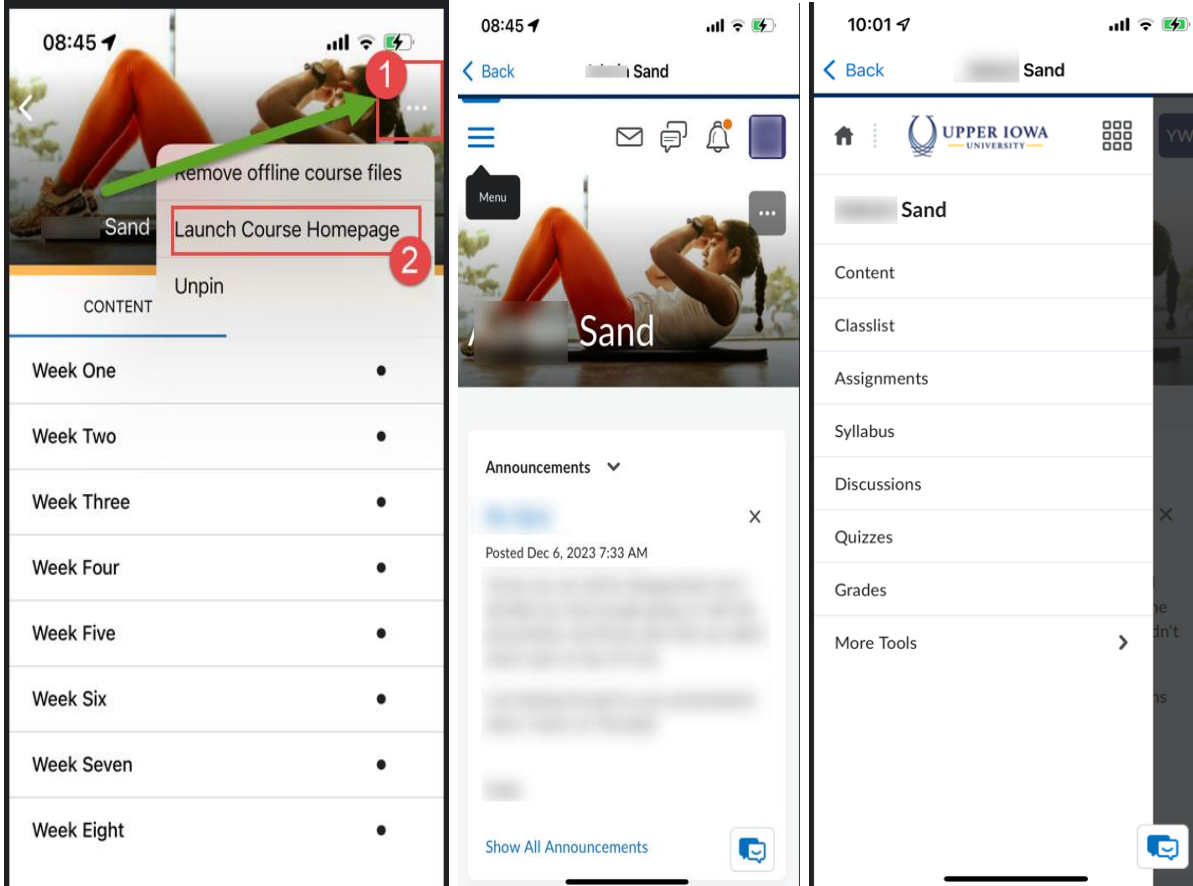 08:45
1
Remove offline course files
Sand
Launch Course Homepage
2
Unpin
CONTENT
Week One
Week Two
Week Three
Week Four
Week Five
Week Six
Week Seven
Week Eight
08:45
Back
Sand
Menu
Sand
Announcements
Posted Dec 6, 2023 7:33 AM
Show All Announcements
10:01
Back
Sand
UPPER IOWA
UNIVERSITY
YW
Sand
Content
Classlist
Assignments
Syllabus
Discussions
Quizzes
Grades
More Tools